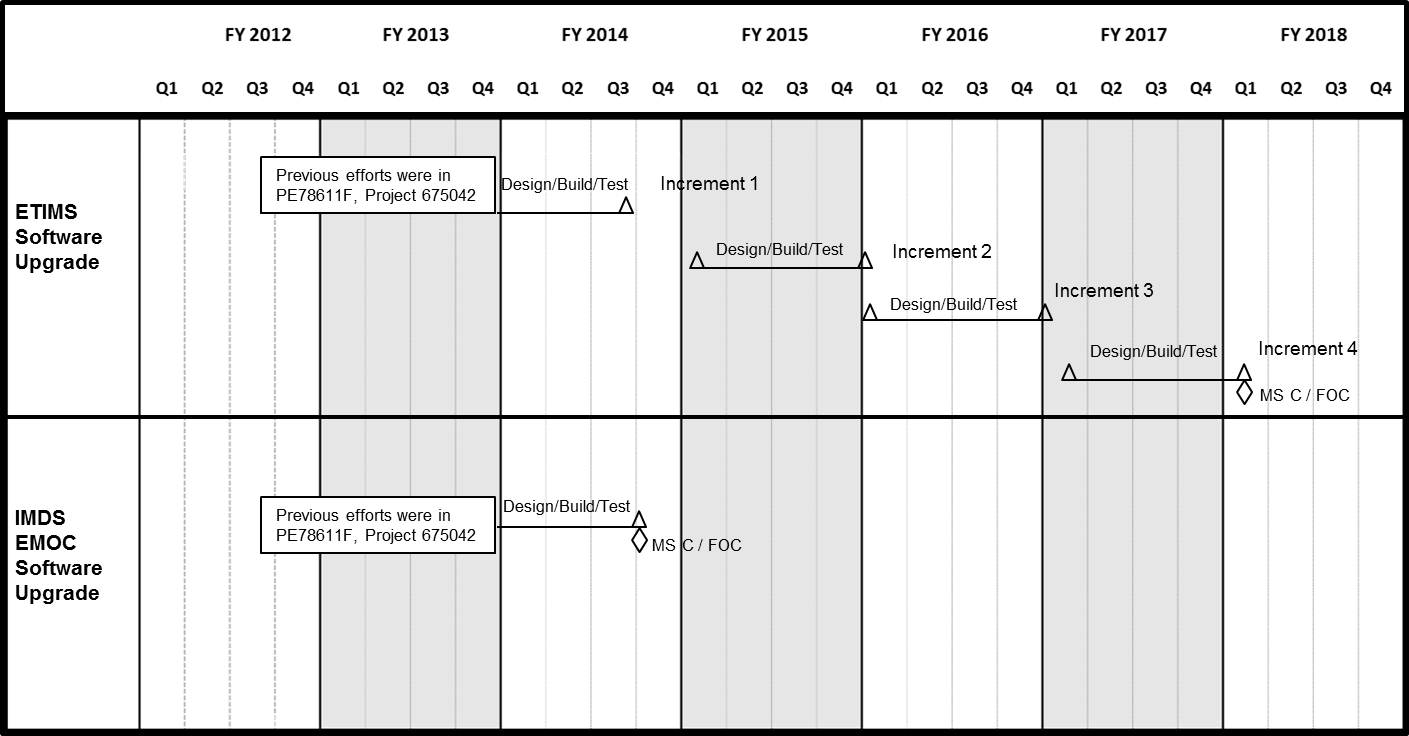 FY 2012 FY 2013 FY 2014 FY 2015 FY 2016 FY 2017 FY 2018
Q1 Q2 Q3 Q4 Q1 Q2 Q3 Q4 Q1 Q2 Q3 Q4 Q1 Q2 Q3 Q4 Q1 Q2 Q3 Q4 Q1 Q2 Q3 Q4 Q1 Q2 Q3 Q4
ETIMS
Software
Upgrade
Previous efforts were in
PE78611F, Project 675042
Design/Build/Test
Increment 1
Design/Build/Test
Increment 2
Design/Build/Test
Increment 3
Design/Build/Test
Increment 4
MS C / FOC
IMDS
EMOC
Software
Upgrade
Previous efforts were in
PE78611F, Project 675042
Design/Build/Test
MS C / FOC